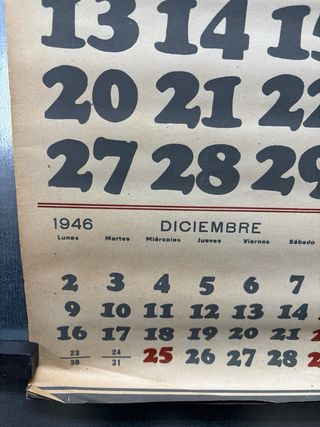 13 14 15
20 21 22
27 28 29
1946 DICIEMBRE
Lunes Martes Miércoles Jueves Viernes Sábado
2 3 4 5 6 7
9 10 11 12 13 14
16 17 18 19 20 21
23/30 24/31 25 26 27 28